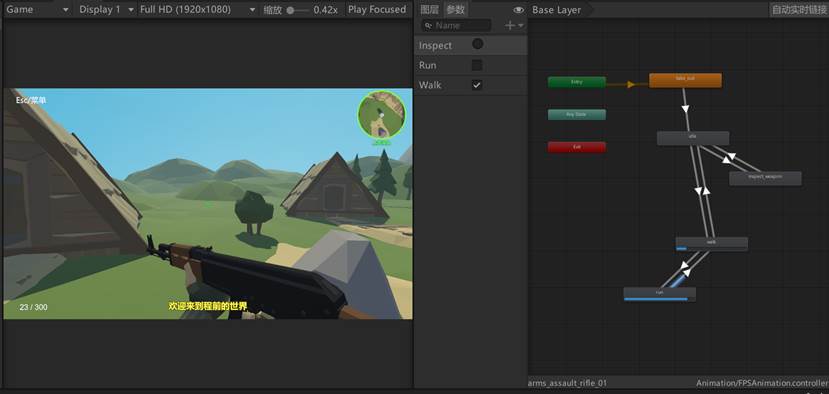 Game
Display 1
Full HD (1920x1080)
缩放
0.42x
Play Focused
图层
参数
Base Layer
自动实时链接
Name
Inspect
Run
Walk
Esc/菜单
Entry
take_out
Any State
Exit
idle
inspect_weapon
walk
run
23 / 300
欢迎来到程前的世界
arms_assault_rifle_01
Animation/FPSAnimation.controller